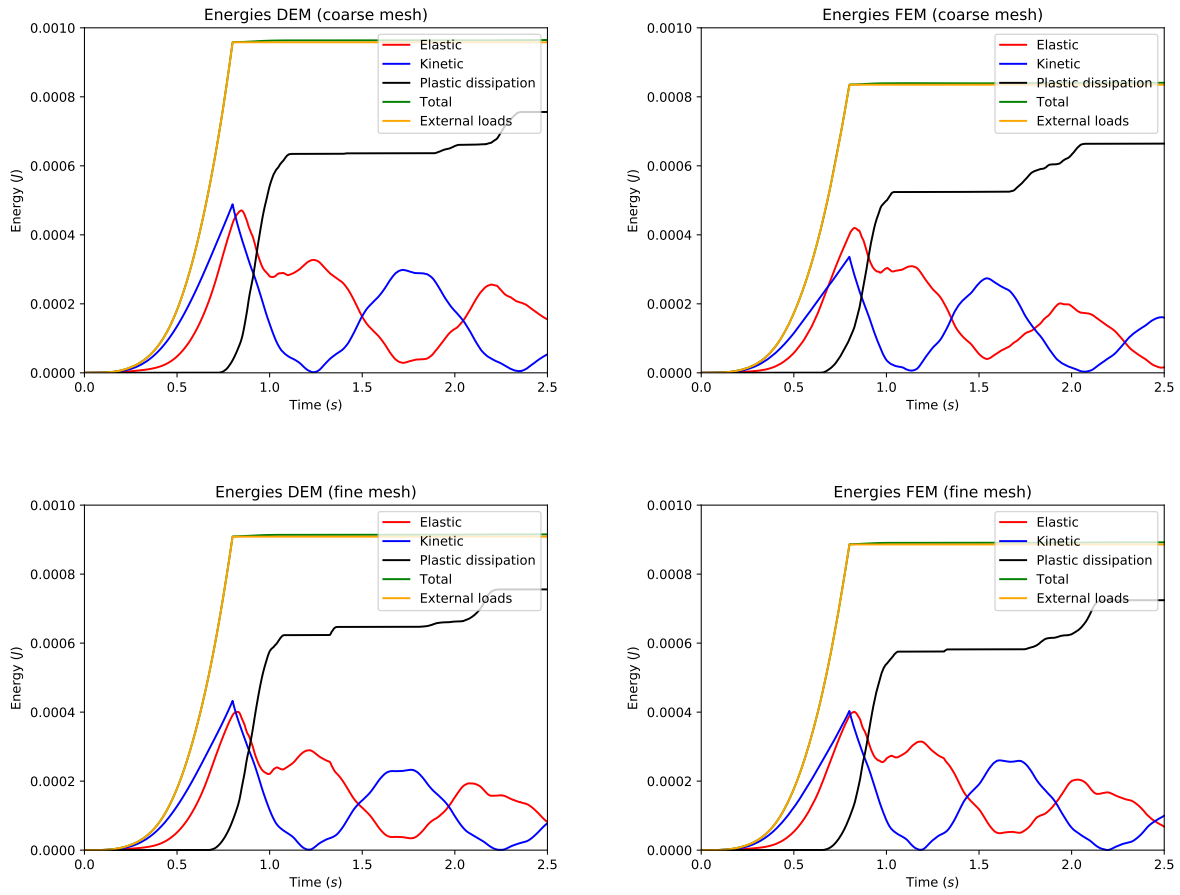 Energies DEM (coarse mesh)
0.0010
0.0008
0.0006
0.0004
0.0002
0.0000
Energy (J)
0.0
0.5
1.0
1.5
2.0
2.5
Time (s)
Elastic
Kinetic
Plastic dissipation
Total
External loads
Energies FEM (coarse mesh)
0.0010
0.0008
0.0006
0.0004
0.0002
0.0000
Energy (J)
0.0
0.5
1.0
1.5
2.0
2.5
Time (s)
Elastic
Kinetic
Plastic dissipation
Total
External loads
Energies DEM (fine mesh)
0.0010
0.0008
0.0006
0.0004
0.0002
0.0000
Energy (J)
0.0
0.5
1.0
1.5
2.0
2.5
Time (s)
Elastic
Kinetic
Plastic dissipation
Total
External loads
Energies FEM (fine mesh)
0.0010
0.0008
0.0006
0.0004
0.0002
0.0000
Energy (J)
0.0
0.5
1.0
1.5
2.0
2.5
Time (s)
Elastic
Kinetic
Plastic dissipation
Total
External loads